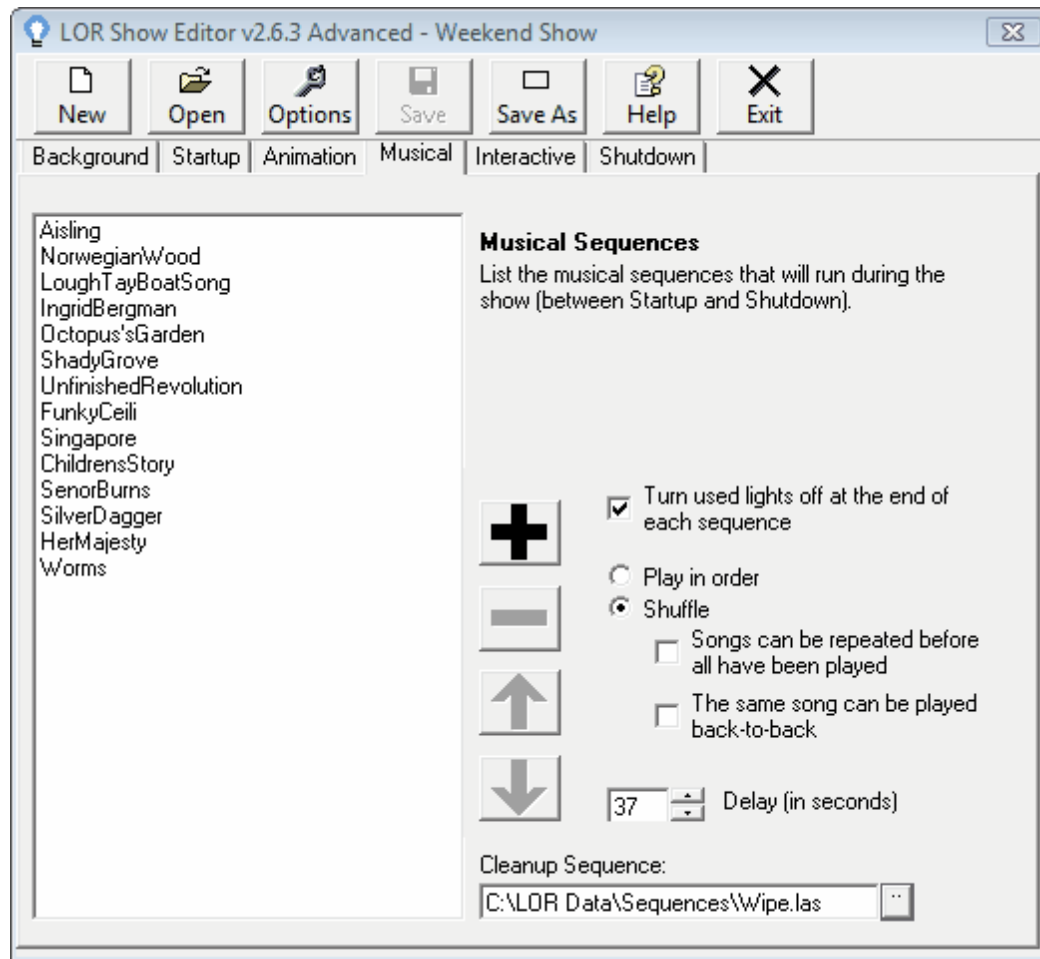 LOR Show Editor v2.6.3 Advanced - Weekend Show
New Open Options Save Save As Help Exit
Background Startup Animation Musical Interactive Shutdown
Aisling
NorwegianWood
LoughTayBoatSong
IngridBergman
Octopus'sGarden
ShadyGrove
UnfinishedRevolution
FunkyCeili
Singapore
ChildrensStory
SenorBurns
SilverDagger
HerMajesty
Worms
Musical Sequences
List the musical sequences that will run during the
show (between Startup and Shutdown).
Turn used lights off at the end of
each sequence
Play in order
Shuffle
Songs can be repeated before
all have been played
The same song can be played
back-to-back
37 Delay (in seconds)
Cleanup Sequence:
C:\LOR Data\Sequences\Wipe.las ..